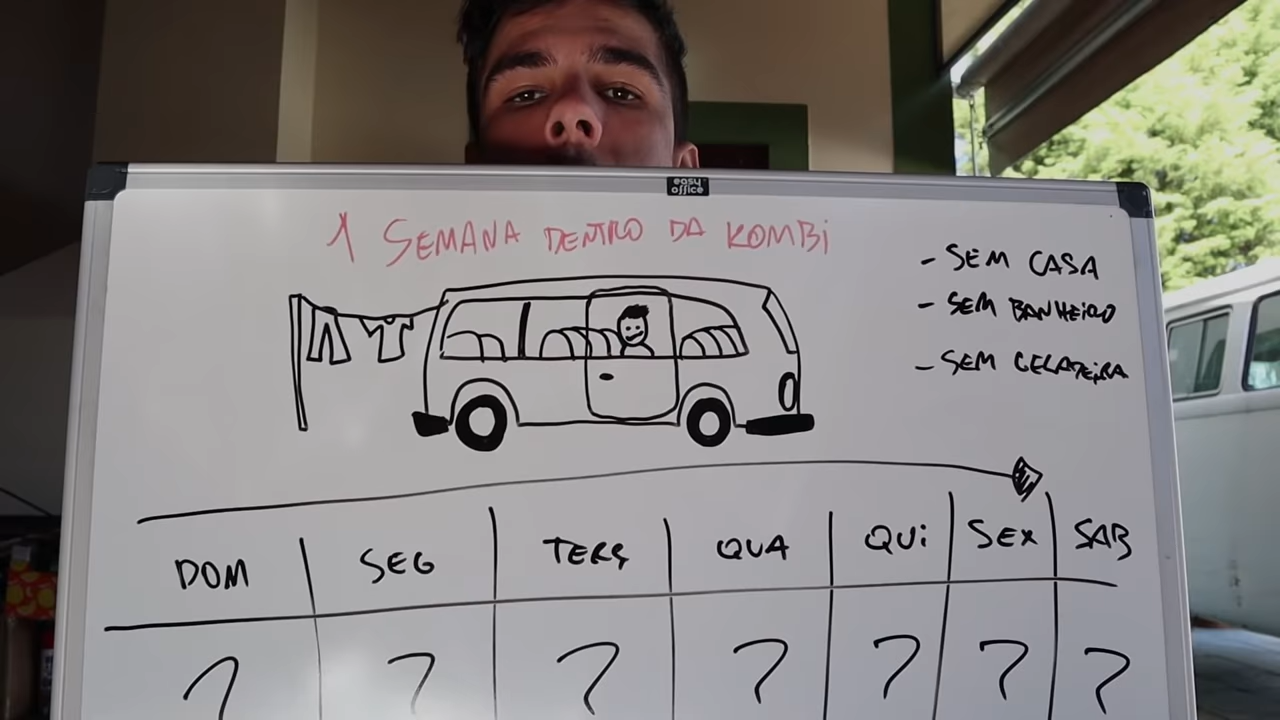 easy office
1 SEMANA DENTRO DA KOMBi
- SEM CASA
- SEM BANHEIRO
- SEM GELADEiRA
DOM SEG TERÇ QUA QUi SEX SAB
? ? ? ? ? ? ?